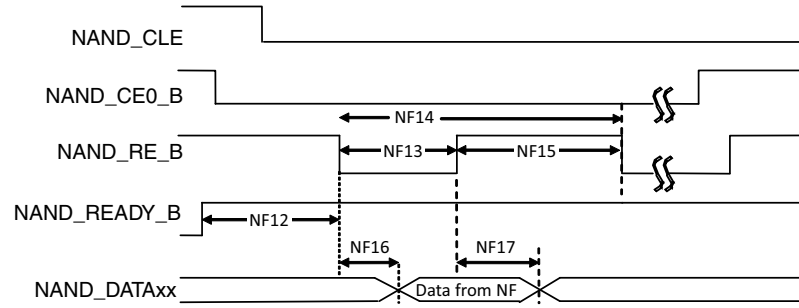 NAND_CLE
NAND_CE0_B
NF14
NAND_RE_B
NF13
NF15
NAND_READY_B
NF12
NF16
NF17
NAND_DATAxx
Data from NF